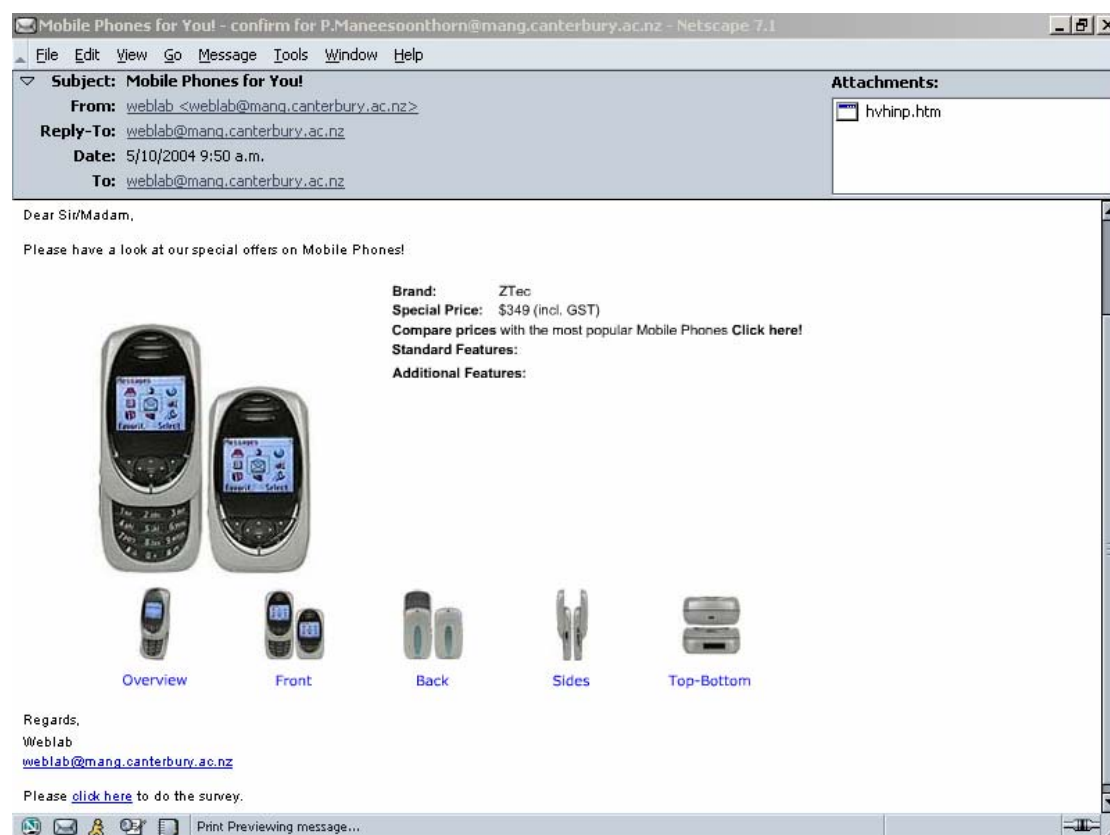 Mobile Phones for You! - confirm for P.Maneesoonthorn@mang.canterbury.ac.nz - Netscape 7.1
File Edit View Go Message Tools Window Help
Subject: Mobile Phones for You!
From: weblab <weblab@mang.canterbury.ac.nz>
Reply-To: weblab@mang.canterbury.ac.nz
Date: 5/10/2004 9:50 a.m.
To: weblab@mang.canterbury.ac.nz
Attachments:
hvhinp.htm
Dear Sir/Madam,
Please have a look at our special offers on Mobile Phones!
Brand: ZTec
Special Price: $349 (incl. GST)
Compare prices with the most popular Mobile Phones Click here!
Standard Features:
Additional Features:
Messages
Favorit. Select
Messages
Favorit. Select
Overview Front Back Sides Top-Bottom
Regards,
Weblab
weblab@mang.canterbury.ac.nz
Please click here to do the survey.
Print Previewing message...